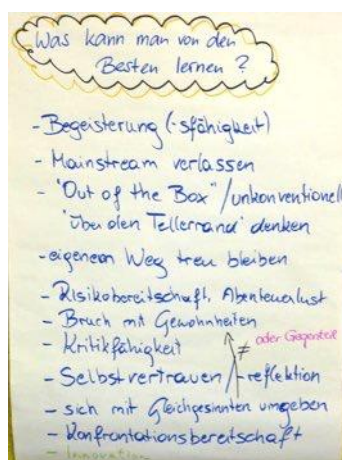 Was kann man von den
Besten lernen?
- Begeisterung (-sfähigkeit)
- Mainstream verlassen
- "Out of the Box"/unkonventionell
"über den Tellerrand" denken
- eigenem Weg treu bleiben
- Risikobereitschaft, Abenteuerlust
- Bruch mit Gewohnheiten
≠ oder Gegenteil
- Kritikfähigkeit
- Selbstvertrauen/-reflektion
- sich mit Gleichgesinnten umgeben
- Konfrontationsbereitschaft
- Innovation